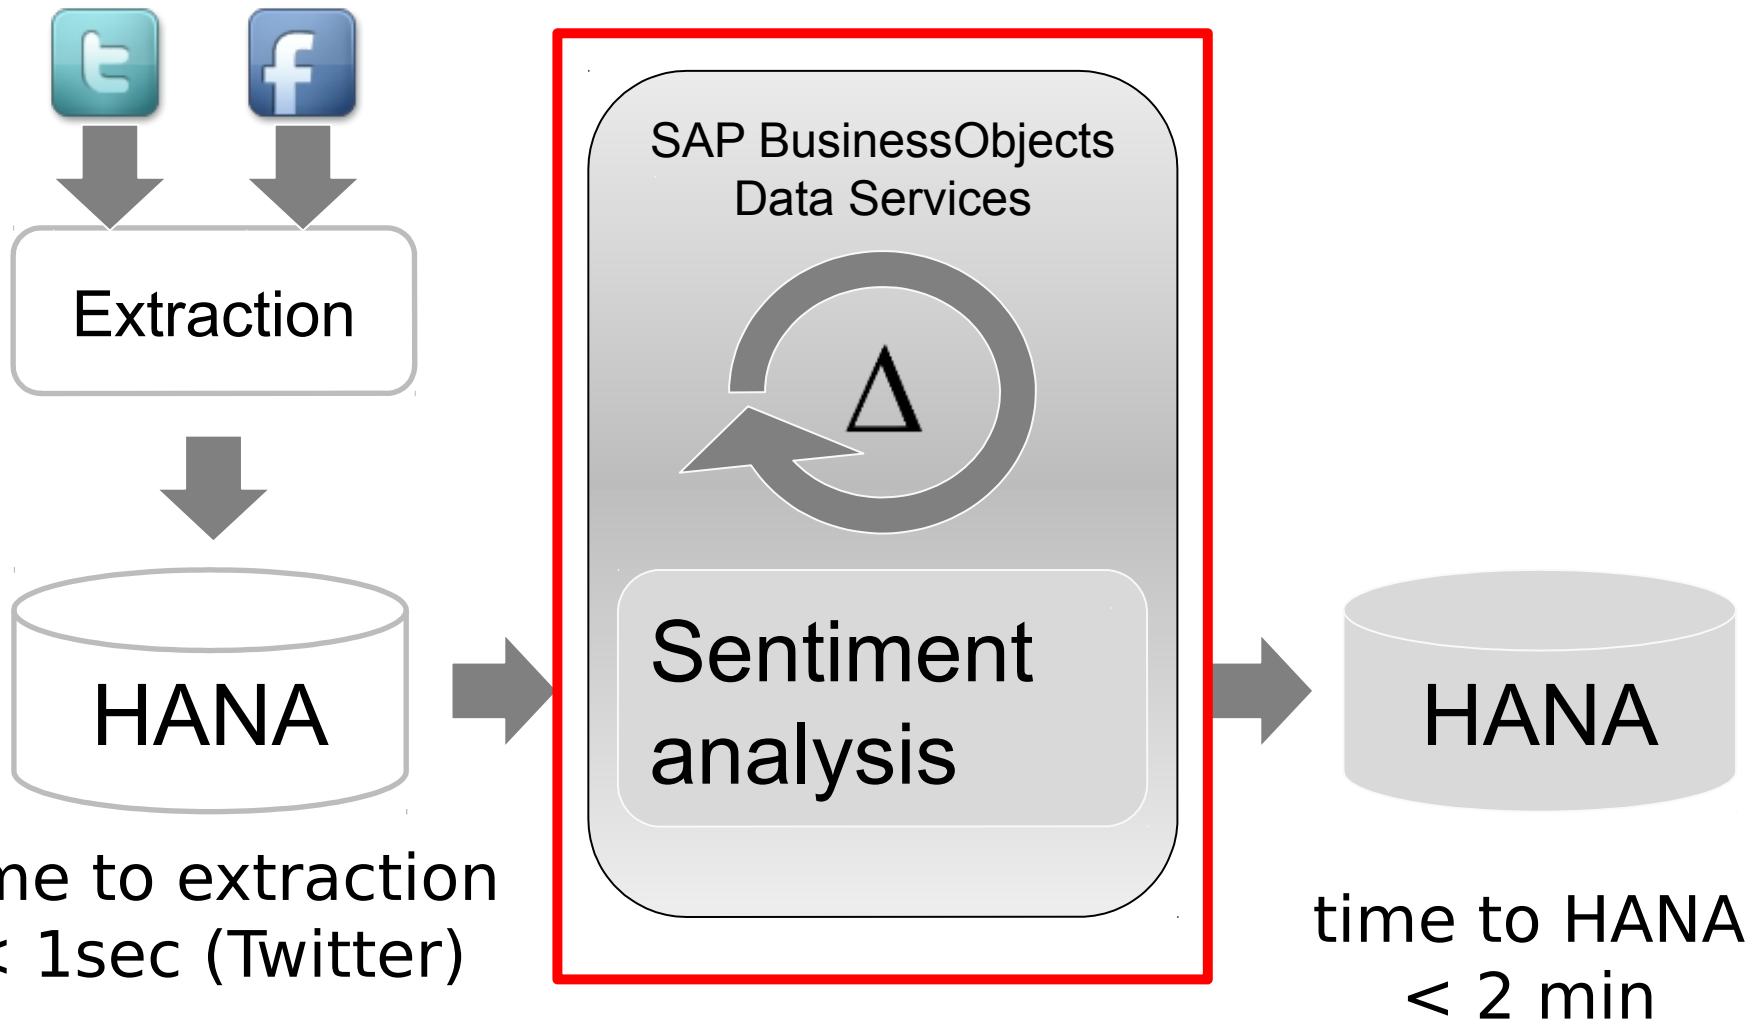 t f
SAP BusinessObjects
Data Services
Extraction
Δ
Sentiment
analysis
HANA
HANA
me to extraction
< 1sec (Twitter)
time to HANA
< 2 min